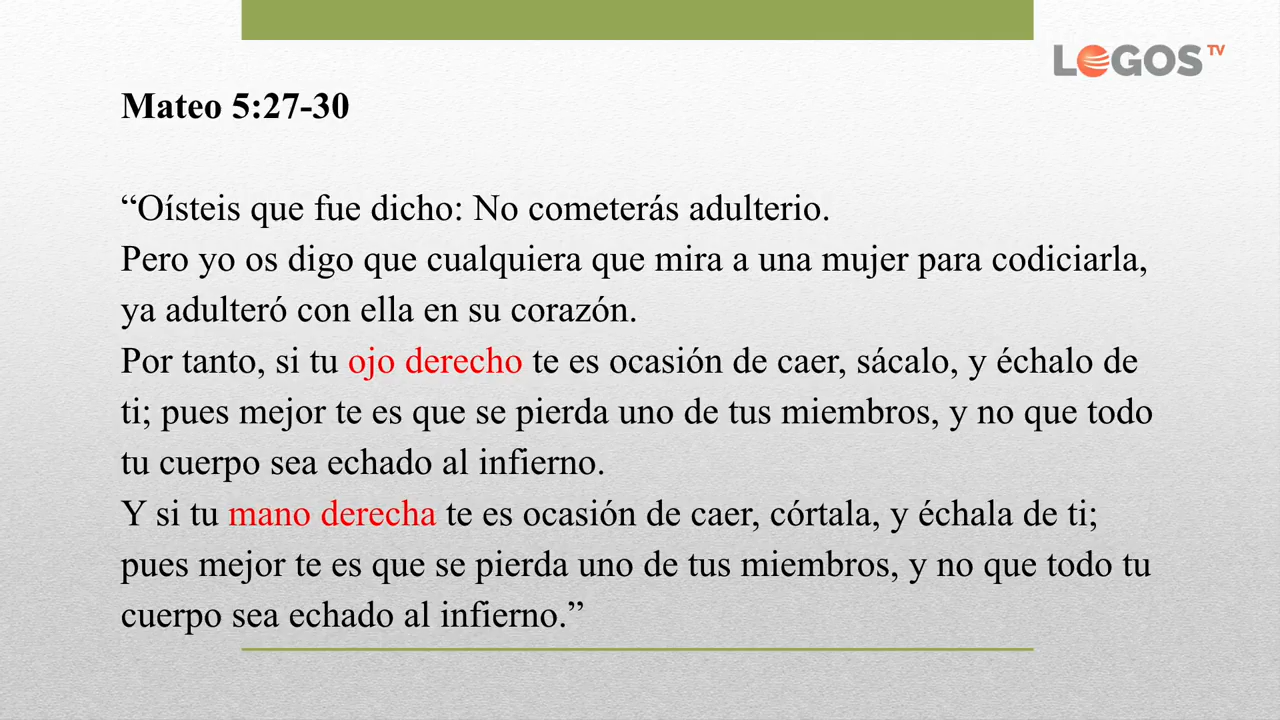 LOGOS TV
Mateo 5:27-30
“Oísteis que fue dicho: No cometerás adulterio.
Pero yo os digo que cualquiera que mira a una mujer para codiciarla,
ya adulteró con ella en su corazón.
Por tanto, si tu ojo derecho te es ocasión de caer, sácalo, y échalo de
ti; pues mejor te es que se pierda uno de tus miembros, y no que todo
tu cuerpo sea echado al infierno.
Y si tu mano derecha te es ocasión de caer, córtala, y échala de ti;
pues mejor te es que se pierda uno de tus miembros, y no que todo tu
cuerpo sea echado al infierno.”